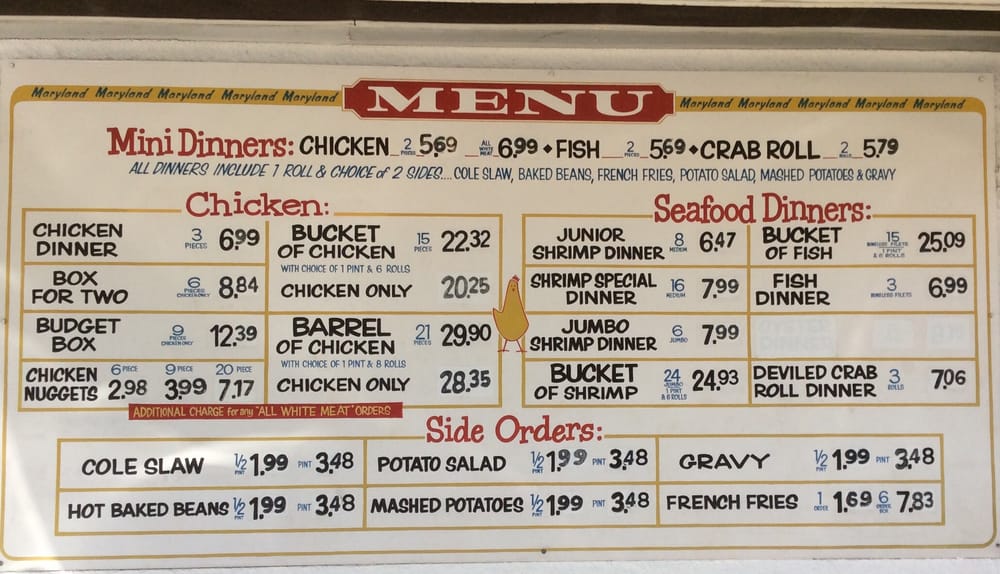 Maryland Maryland Maryland Maryland Maryland MENU Maryland Maryland Maryland Maryland Maryland
Mini Dinners: CHICKEN 2 PIECES 5.69 ALL WHITE MEAT 6.99 • FISH 2 PIECES 5.69 • CRAB ROLL 2 ROLLS 5.79
ALL DINNERS INCLUDE 1 ROLL & CHOICE of 2 SIDES.... COLE SLAW, BAKED BEANS, FRENCH FRIES, POTATO SALAD, MASHED POTATOES & GRAVY
Chicken:
CHICKEN DINNER 3 PIECES 6.99
BOX FOR TWO 6 PIECES CHICKEN ONLY 8.84
BUDGET BOX 9 PIECES CHICKEN ONLY 12.39
CHICKEN NUGGETS 6 PIECE 2.98 9 PIECE 3.99 20 PIECE 7.17
BUCKET OF CHICKEN 15 PIECES 22.32
WITH CHOICE OF 1 PINT & 6 ROLLS
CHICKEN ONLY 20.25
BARREL OF CHICKEN 21 PIECES 29.90
WITH CHOICE OF 1 PINT & 8 ROLLS
CHICKEN ONLY 28.35
ADDITIONAL CHARGE for any "ALL WHITE MEAT" ORDERS
Seafood Dinners:
JUNIOR SHRIMP DINNER 8 MEDIUM 6.47
SHRIMP SPECIAL DINNER 16 MEDIUM 7.99
JUMBO SHRIMP DINNER 6 JUMBO 7.99
BUCKET OF SHRIMP 24 JUMBO 1 PINT & 6 ROLLS 24.93
BUCKET OF FISH 15 BONELESS FILETS 1 PINT & 6 ROLLS 25.09
FISH DINNER 3 BONELESS FILETS 6.99
DEVILED CRAB ROLL DINNER 3 ROLLS 7.06
Side Orders:
COLE SLAW ½ PINT 1.99 PINT 3.48
POTATO SALAD ½ PINT 1.99 PINT 3.48
GRAVY ½ PINT 1.99 PINT 3.48
HOT BAKED BEANS ½ PINT 1.99 PINT 3.48
MASHED POTATOES ½ PINT 1.99 PINT 3.48
FRENCH FRIES 1 ORDER 1.69 6 ORDER BOX 7.83